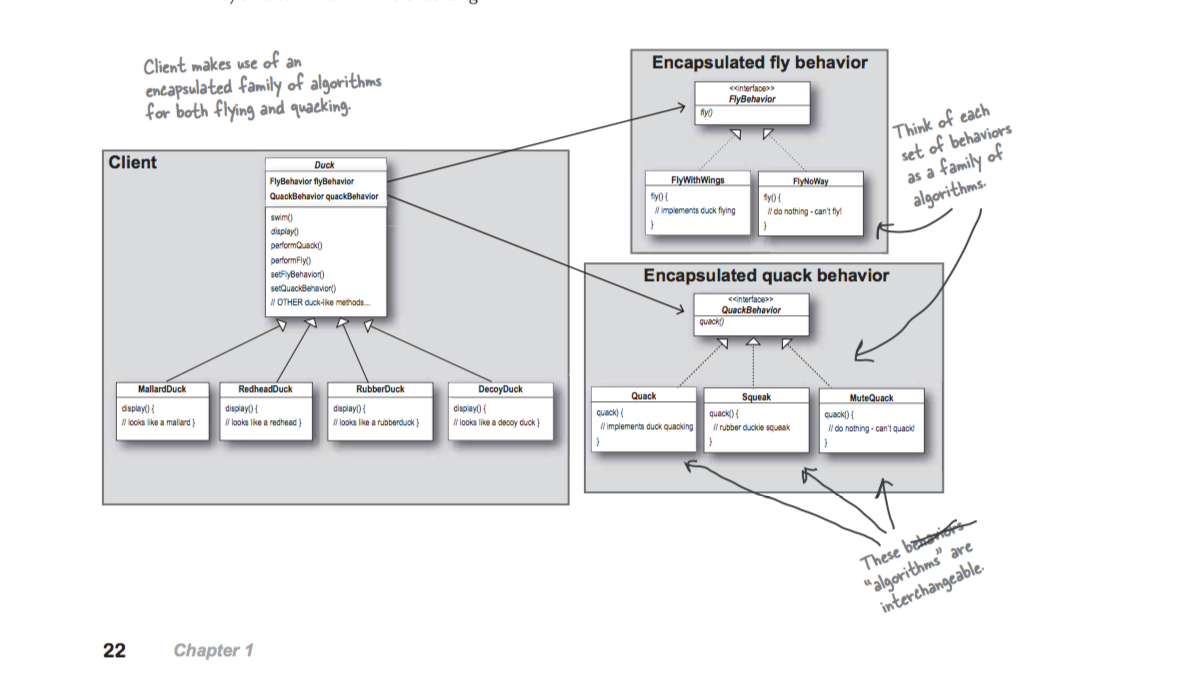 Client makes use of an
encapsulated family of algorithms
for both flying and quacking.
Client
Duck
FlyBehavior flyBehavior
QuackBehavior quackBehavior
swim()
display()
performQuack()
performFly()
setFlyBehavior()
setQuackBehavior()
// OTHER duck-like methods...
MallardDuck
display() {
// looks like a mallard }
RedheadDuck
display() {
// looks like a redhead }
RubberDuck
display() {
// looks like a rubberduck }
DecoyDuck
display() {
// looks like a decoy duck }
Encapsulated fly behavior
<<interface>>
FlyBehavior
fly()
FlyWithWings
fly() {
// implements duck flying
}
FlyNoWay
fly() {
// do nothing - can't fly!
}
Think of each
set of behaviors
as a family of
algorithms.
Encapsulated quack behavior
<<interface>>
QuackBehavior
quack()
Quack
quack) {
// implements duck quacking
}
Squeak
quack() {
// rubber duckie squeak
}
MuteQuack
quack() {
// do nothing - can't quack!
}
These behaviors
"algorithms" are
interchangeable.
22 Chapter 1